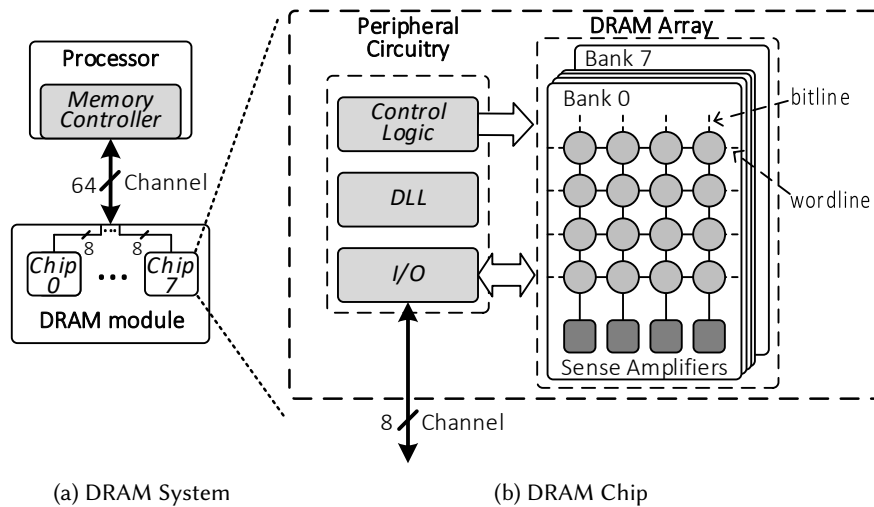 Processor
Memory
Controller
64
Channel
...
8
8
Chip
0
...
Chip
7
DRAM module
(a) DRAM System
Peripheral
Circuitry
Control
Logic
DLL
I/O
8
Channel
DRAM Array
Bank 7
Bank 0
bitline
wordline
Sense Amplifiers
(b) DRAM Chip